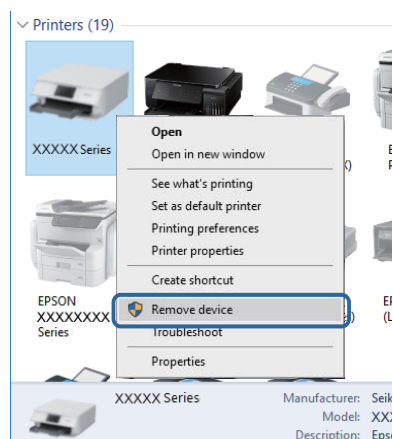 Printers (19)
XXXXX Series
Open
Open in new window
See what's printing
Set as default printer
Printing preferences
Printer properties
Create shortcut
Remove device
Troubleshoot
Properties
EPSON
XXXXXXXX
Series
XXXXX Series
Manufacturer:
Model:
Description: